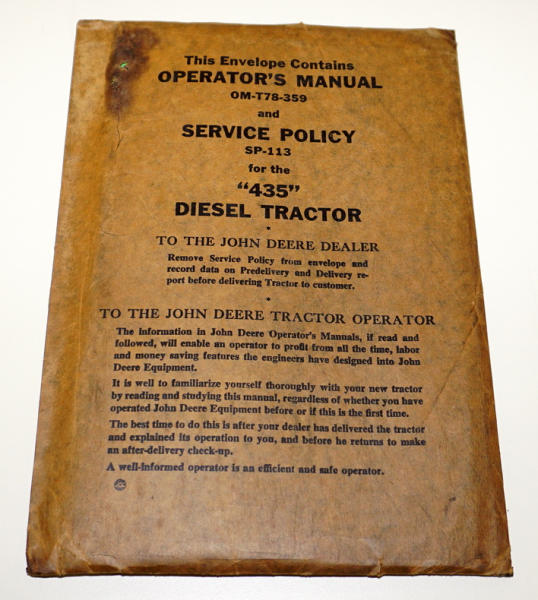 This Envelope Contains
OPERATOR'S MANUAL
OM-T78-359
and
SERVICE POLICY
SP-113
for the
"435"
DIESEL TRACTOR
*
TO THE JOHN DEERE DEALER
Remove Service Policy from envelope and
record data on Predelivery and Delivery re-
port before delivering Tractor to customer.
*
TO THE JOHN DEERE TRACTOR OPERATOR
The information in John Deere Operator's Manuals, if read and
followed, will enable an operator to profit from all the time, labor
and money saving features the engineers have designed into John
Deere Equipment.
It is well to familiarize yourself thoroughly with your new tractor
by reading and studying this manual, regardless of whether you have
operated John Deere Equipment before or if this is the first time.
The best time to do this is after your dealer has delivered the tractor
and explained its operation to you, and before he returns to make
an after-delivery check-up.
A well-informed operator is an efficient and safe operator.